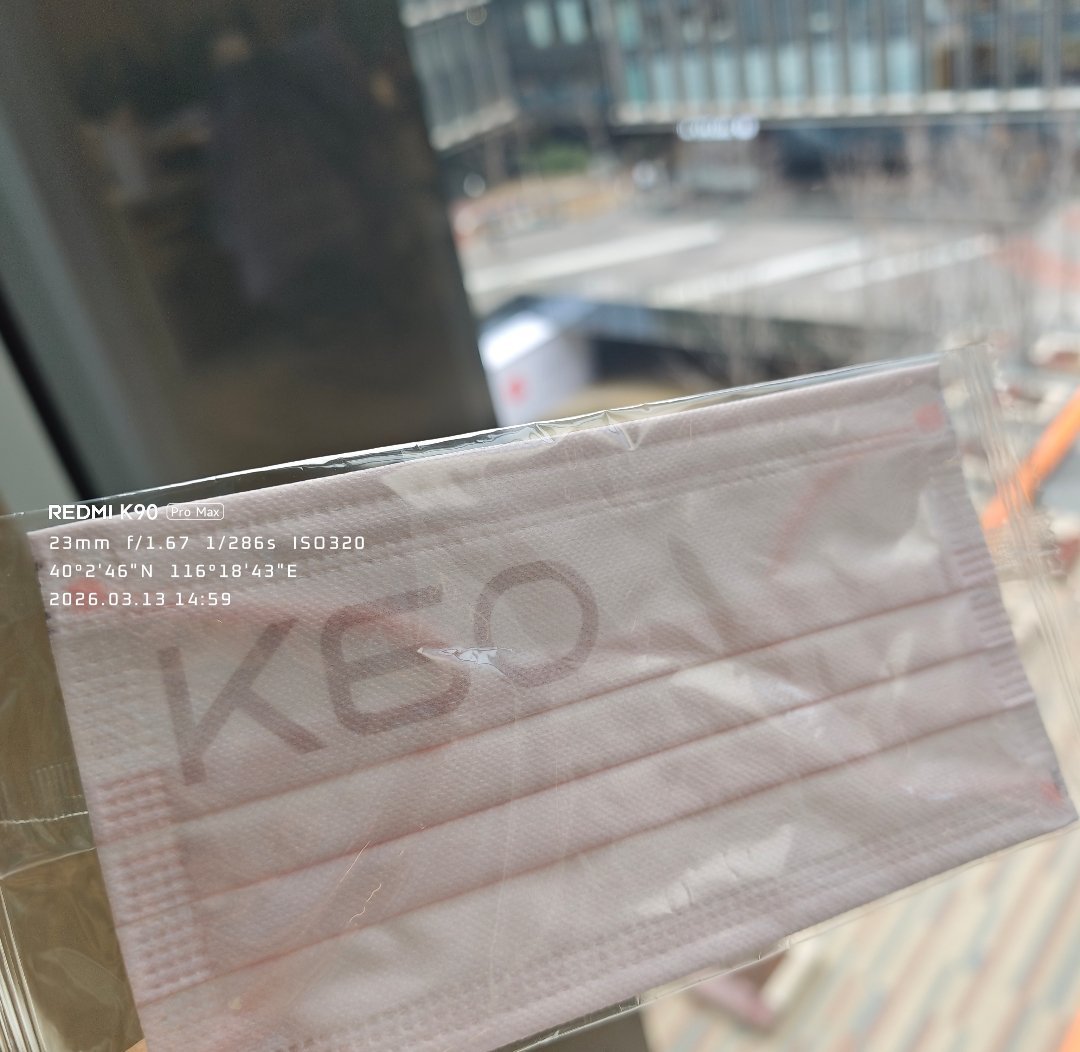 REDMI K90 Pro Max
23mm f/1.67 1/286s ISO320
40°2'46"N 116°18'43"E
2026.03.13 14:59